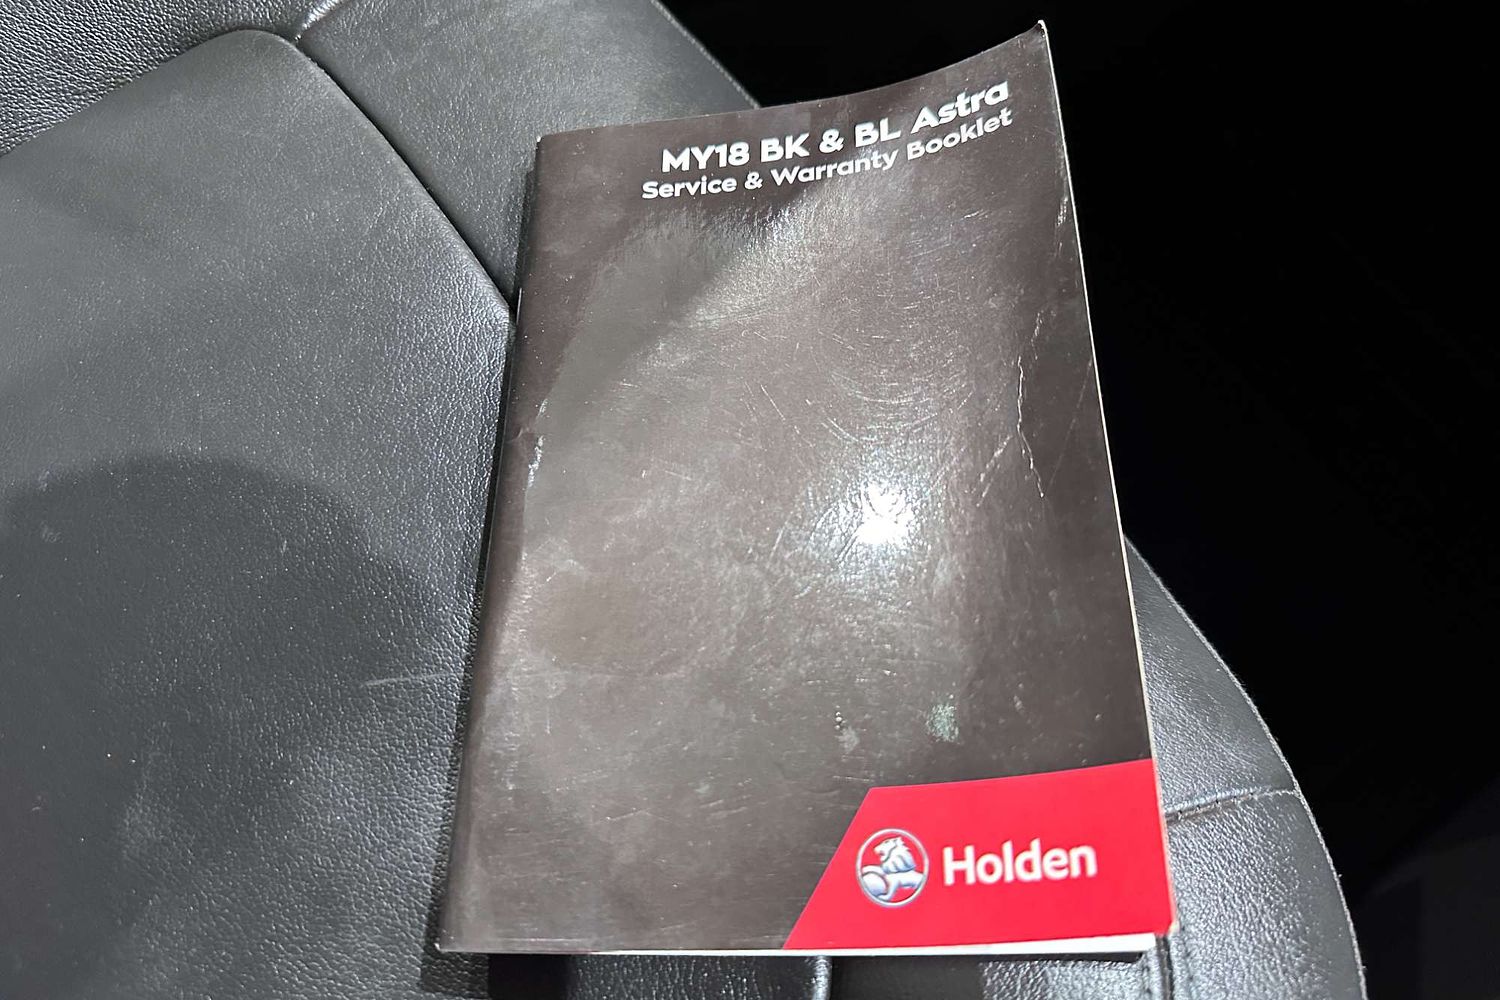 MY18 BK & BL Astra
Service & Warranty Booklet
Holden